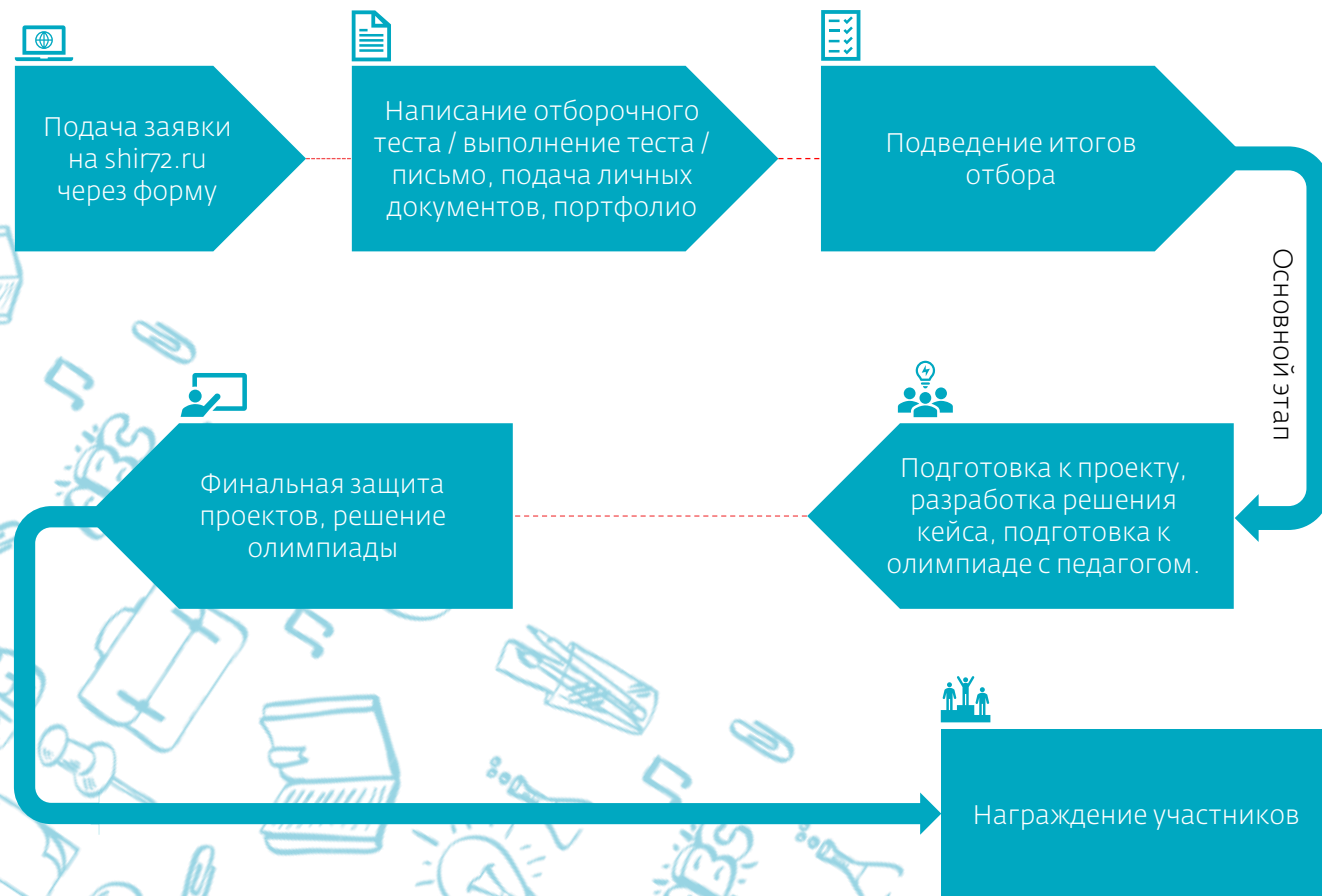 Подача заявки
на shir72.ru
через форму
Написание отборочного
теста / выполнение теста /
письмо, подача личных
документов, портфолио
Подведение итогов
отбора
Основной этап
Подготовка к проекту,
разработка решения
кейса, подготовка к
олимпиаде с педагогом.
Финальная защита
проектов, решение
олимпиады
Награждение участников